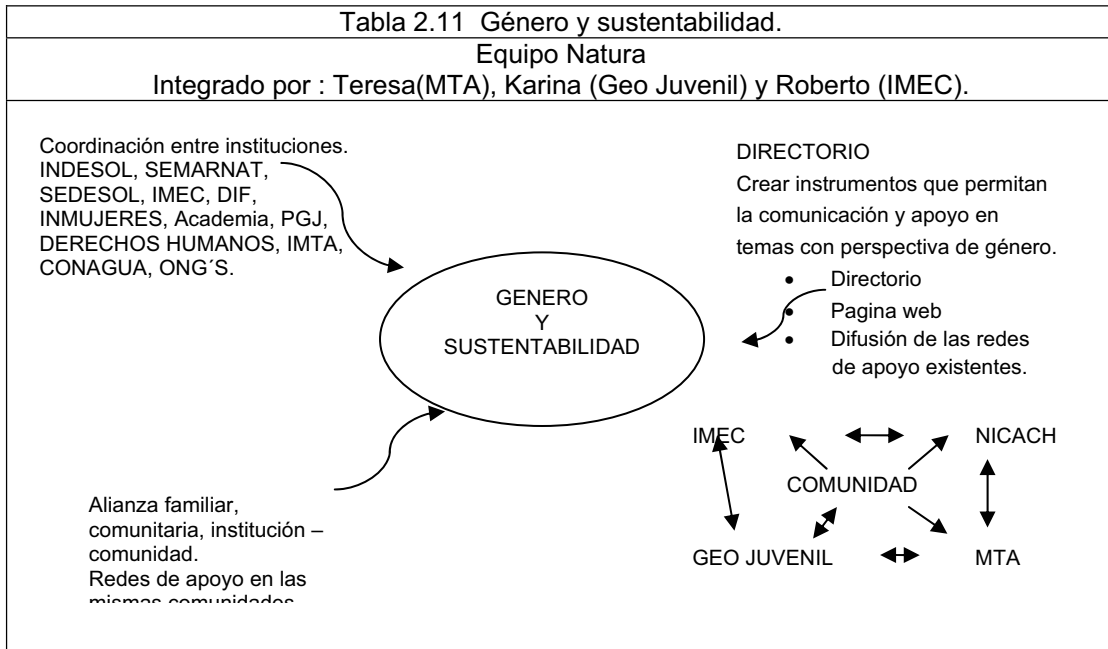 Tabla 2.11  Género y sustentabilidad.
Equipo Natura
Integrado por : Teresa(MTA), Karina (Geo Juvenil) y Roberto (IMEC).
Coordinación entre instituciones.
INDESOL, SEMARNAT,
SEDESOL, IMEC, DIF,
INMUJERES, Academia, PGJ,
DERECHOS HUMANOS, IMTA,
CONAGUA, ONG´S.
DIRECTORIO
Crear instrumentos que permitan
la comunicación y apoyo en
temas con perspectiva de género.
• Directorio
• Pagina web
• Difusión de las redes
de apoyo existentes.
GENERO
Y
SUSTENTABILIDAD
IMEC NICACH
COMUNIDAD
GEO JUVENIL MTA
Alianza familiar,
comunitaria, institución –
comunidad.
Redes de apoyo en las
mismas comunidades